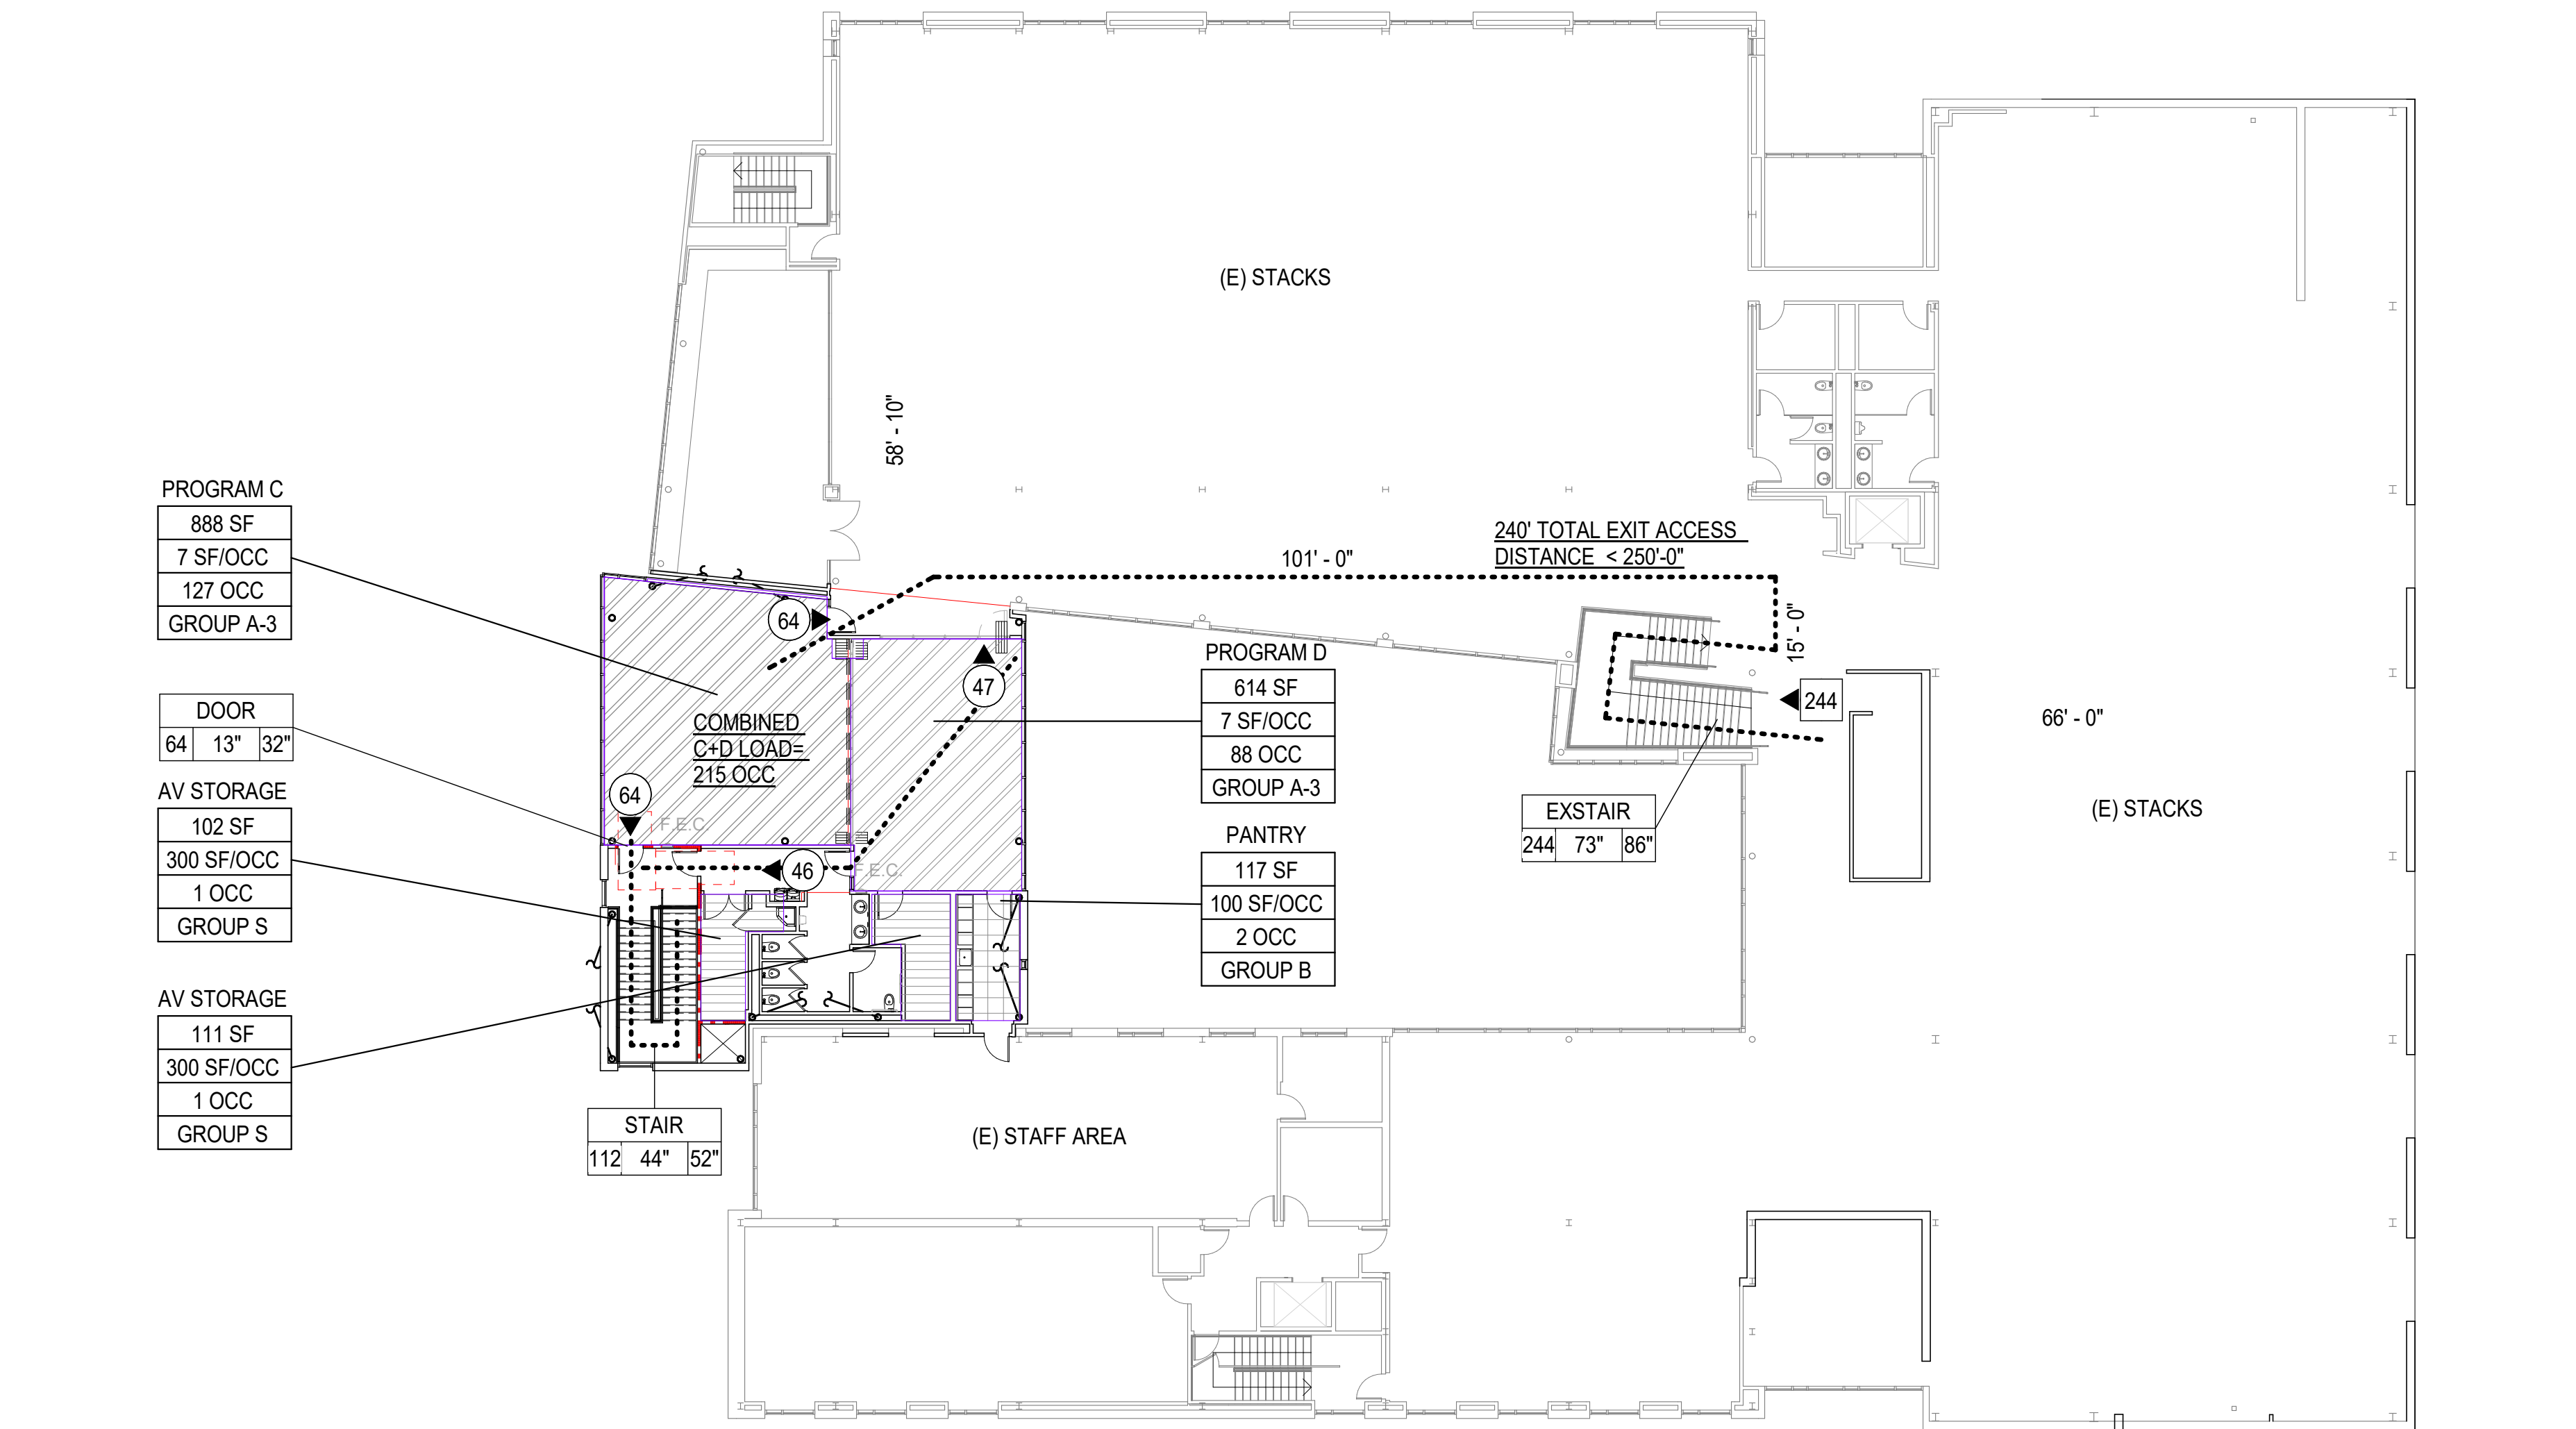 (E) STACKS
58' - 10"
PROGRAM C
888 SF
7 SF/OCC
127 OCC
GROUP A-3
240' TOTAL EXIT ACCESS
DISTANCE < 250'-0"
101' - 0"
15' - 0"
64
47
PROGRAM D
614 SF
7 SF/OCC
88 OCC
GROUP A-3
244
66' - 0"
DOOR
64 13" 32"
COMBINED
C+D LOAD=
215 OCC
AV STORAGE
102 SF
300 SF/OCC
1 OCC
GROUP S
64
F.E.C.
46
F.E.C.
PANTRY
117 SF
100 SF/OCC
2 OCC
GROUP B
EXSTAIR
244 73" 86"
(E) STACKS
AV STORAGE
111 SF
300 SF/OCC
1 OCC
GROUP S
STAIR
112 44" 52"
(E) STAFF AREA